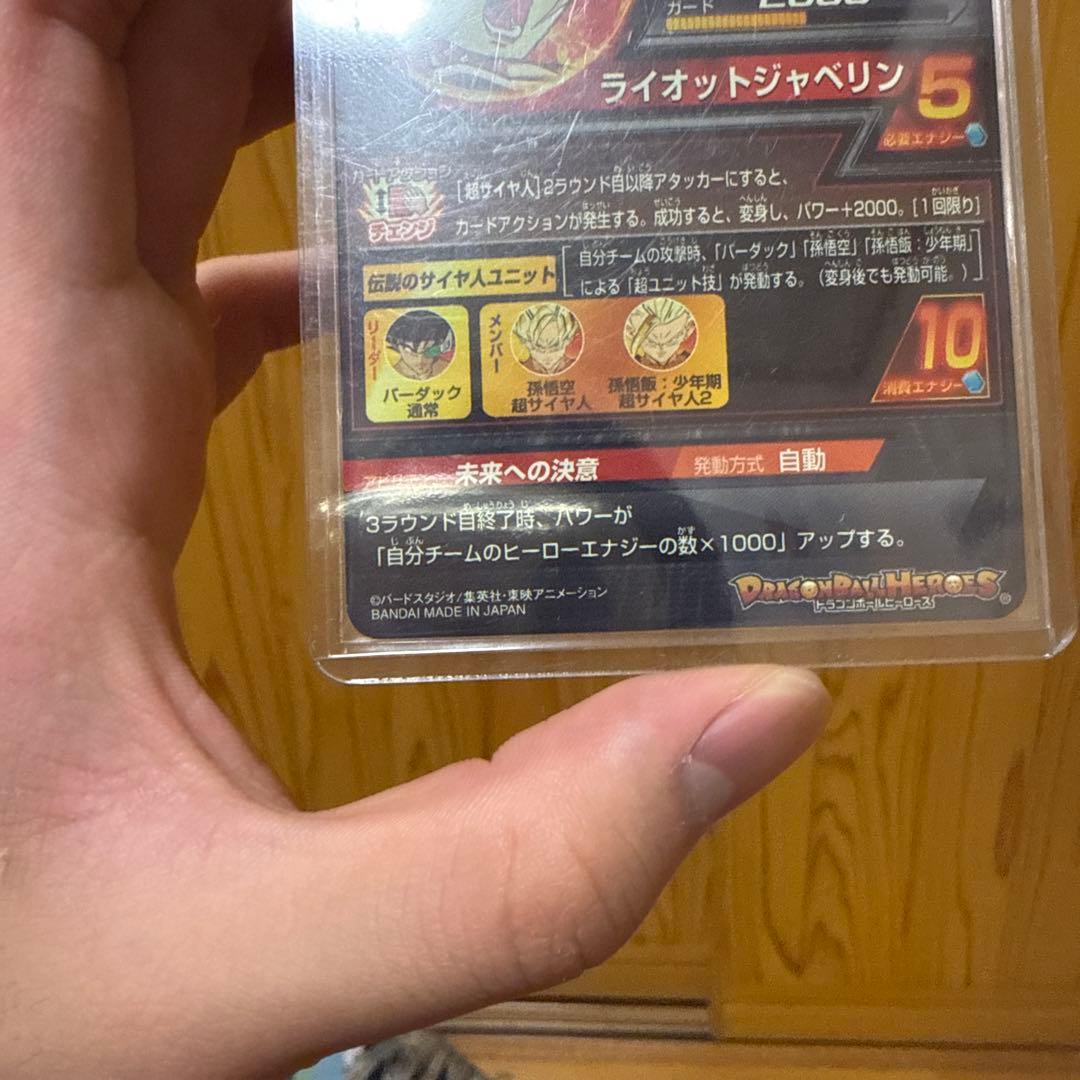 ガード 2000
ライオットジャベリン 5
必要エナジー
カードアクション
チェンジ
[超サイヤ人]2ラウンド目以降アタッカーにすると、
カードアクションが発生する。成功すると、変身し、パワー+2000。[1回限り]
伝説のサイヤ人ユニット
自分チームの攻撃時、「バーダック」「孫悟空」「孫悟飯:少年期」
による「超ユニット技」が発動する。(変身後でも発動可能。)
リーダー
バーダック
通常
メンバー
孫悟空
超サイヤ人
孫悟飯:少年期
超サイヤ人2
10
消費エナジー
未来への決意 発動方式 自動
3ラウンド目終了時、パワーが
「自分チームのヒーローエナジーの数×1000」アップする。
©バードスタジオ/集英社・東映アニメーション
BANDAI MADE IN JAPAN
DRAGONBALL HEROES
ドラゴンボールヒーローズ